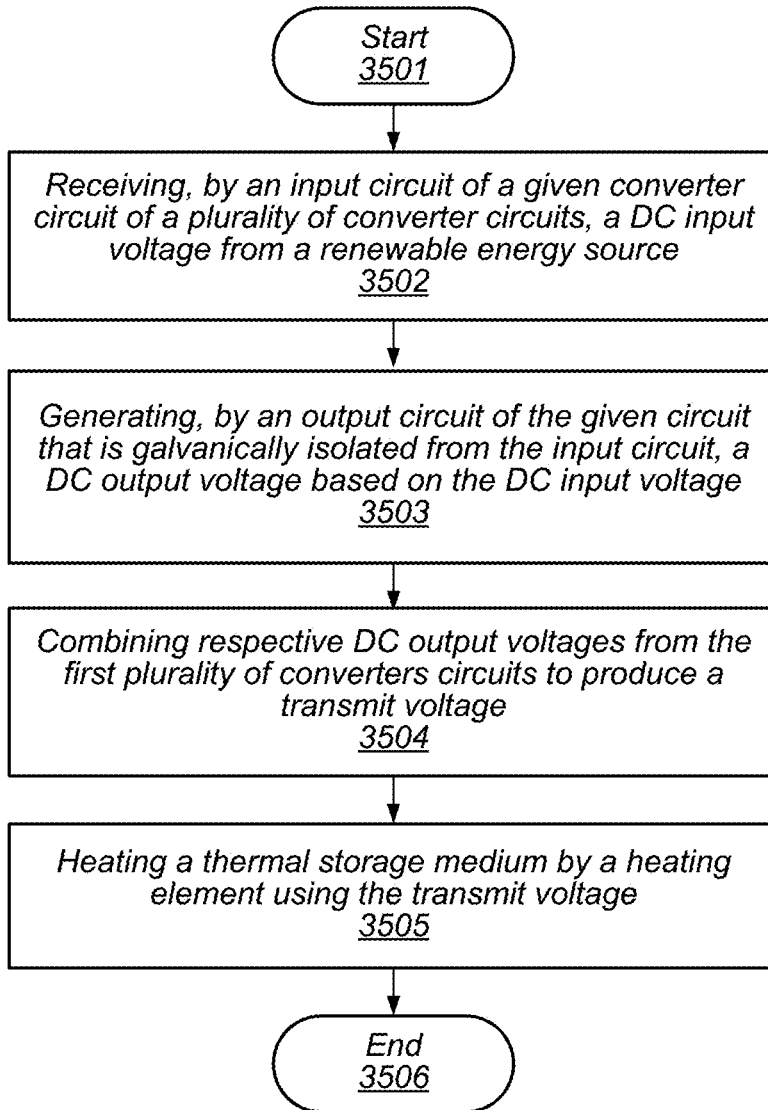 Start
3501
Receiving, by an input circuit of a given converter
circuit of a plurality of converter circuits, a DC input
voltage from a renewable energy source
3502
Generating, by an output circuit of the given circuit
that is galvanically isolated from the input circuit, a
DC output voltage based on the DC input voltage
3503
Combining respective DC output voltages from the
first plurality of converters circuits to produce a
transmit voltage
3504
Heating a thermal storage medium by a heating
element using the transmit voltage
3505
End
3506